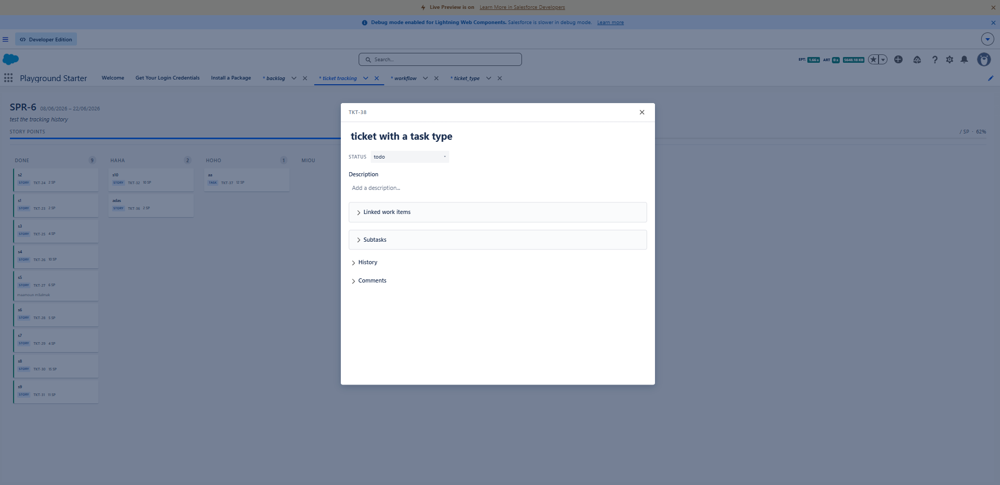 Live Preview is on Learn More in Salesforce Developers
Debug mode enabled for Lightning Web Components. Salesforce is slower in debug mode. Learn more
Developer Edition
Search...
EPT: 1.66 s ART 0 s 5648.18 KB
Playground Starter
Welcome
Get Your Login Credentials
Install a Package
* backlog
* ticket tracking
* workflow
* ticket_type
SPR-6 08/06/2026 – 22/06/2026
test the tracking history
STORY POINTS
/ SP · 62%
DONE 9
s2
STORY TKT-24 2 SP
s1
STORY TKT-23 2 SP
s3
STORY TKT-25 4 SP
s4
STORY TKT-26 10 SP
s5
STORY TKT-27 6 SP
maamoun m3almak
s6
STORY TKT-28 5 SP
s7
STORY TKT-29 4 SP
s8
STORY TKT-30 15 SP
s9
STORY TKT-31 11 SP
HAHA 2
s10
STORY TKT-32 10 SP
adas
STORY TKT-36 2 SP
HOHO 1
aa
TASK TKT-37 12 SP
MIOU
TKT-38
ticket with a task type
STATUS todo
Description
Add a description...
Linked work items
Subtasks
History
Comments